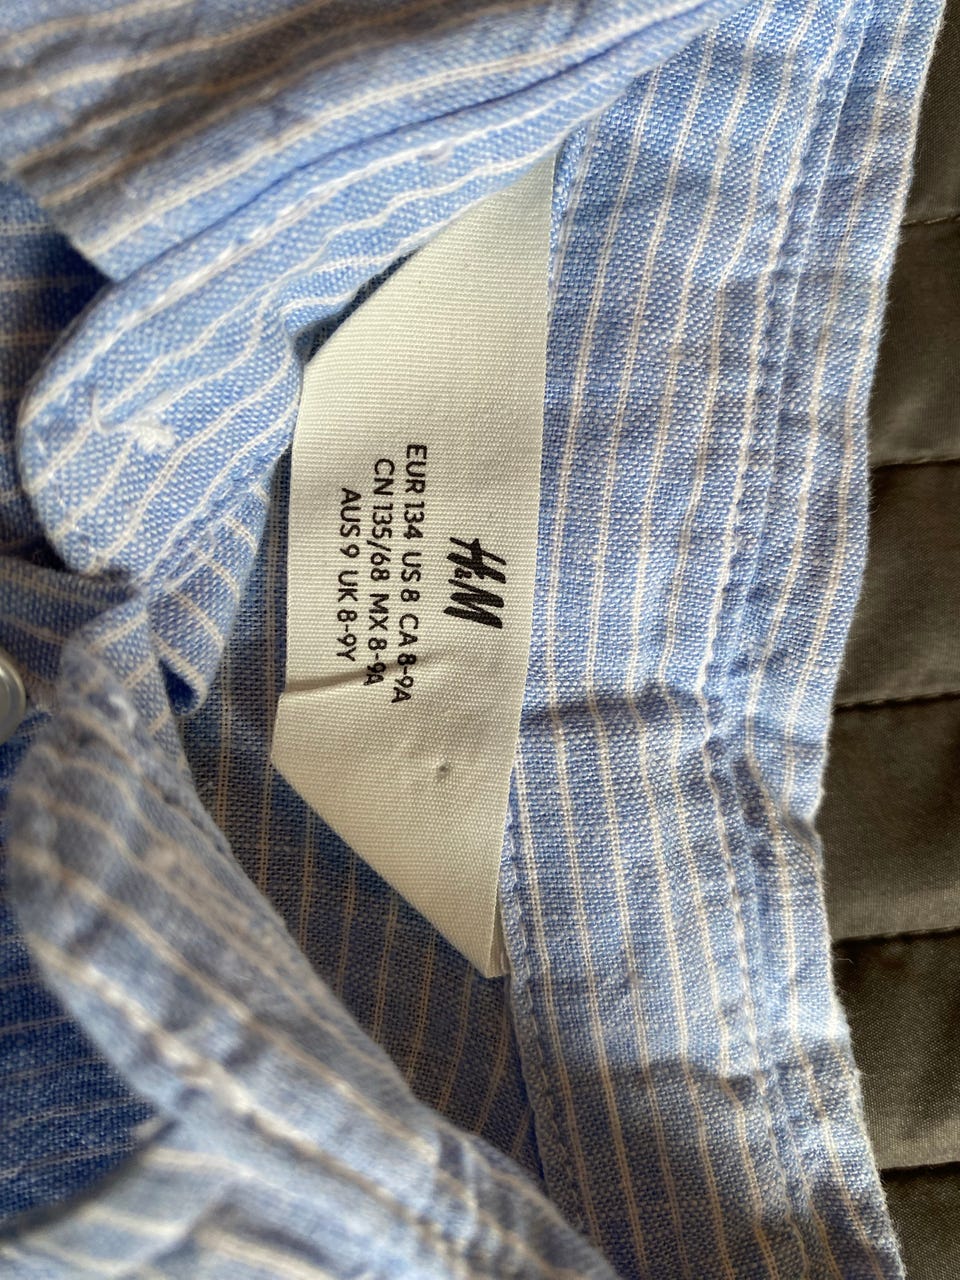 H&M
EUR 134 US 8 CA 8-9A
CN 135/68 MX 8-9A
AUS 9 UK 8-9Y